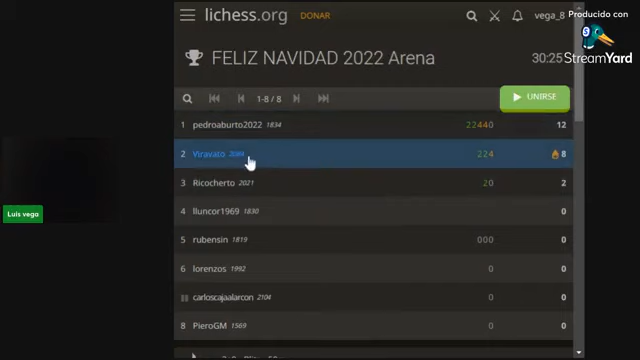 lichess.org DONAR vega_8
Producido con
StreamYard
FELIZ NAVIDAD 2022 Arena 30:25
1-8 / 8 UNIRSE
1 pedroaburto2022 1834 22440 12
2 Viravato 224 8
3 Ricocherto 2021 20 2
4 lluncor1969 1830 0
5 rubensin 1819 000 0
6 lorenzos 1992 0 0
carloscajaalarcon 2104 0 0
8 PieroGM 1569 0 0
Luis vega